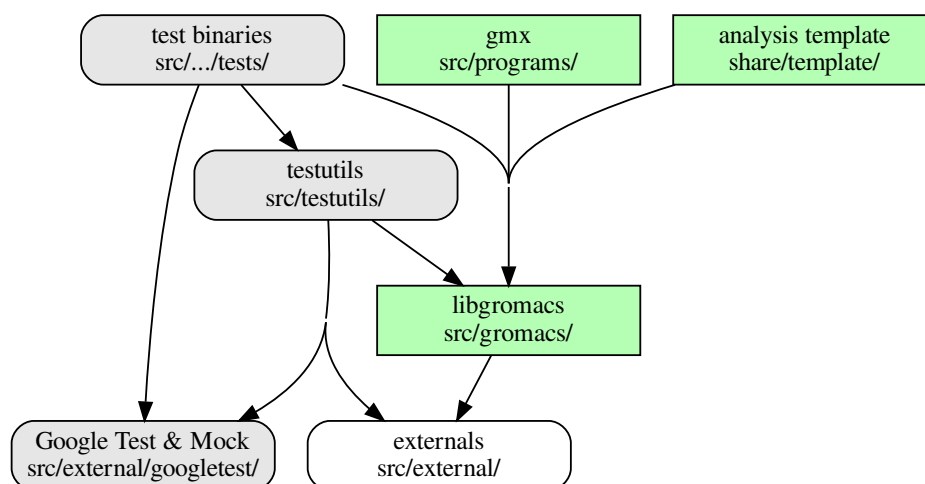 test binaries
src/.../tests/
gmx
src/programs/
analysis template
share/template/
testutils
src/testutils/
libgromacs
src/gromacs/
Google Test & Mock
src/external/googletest/
externals
src/external/